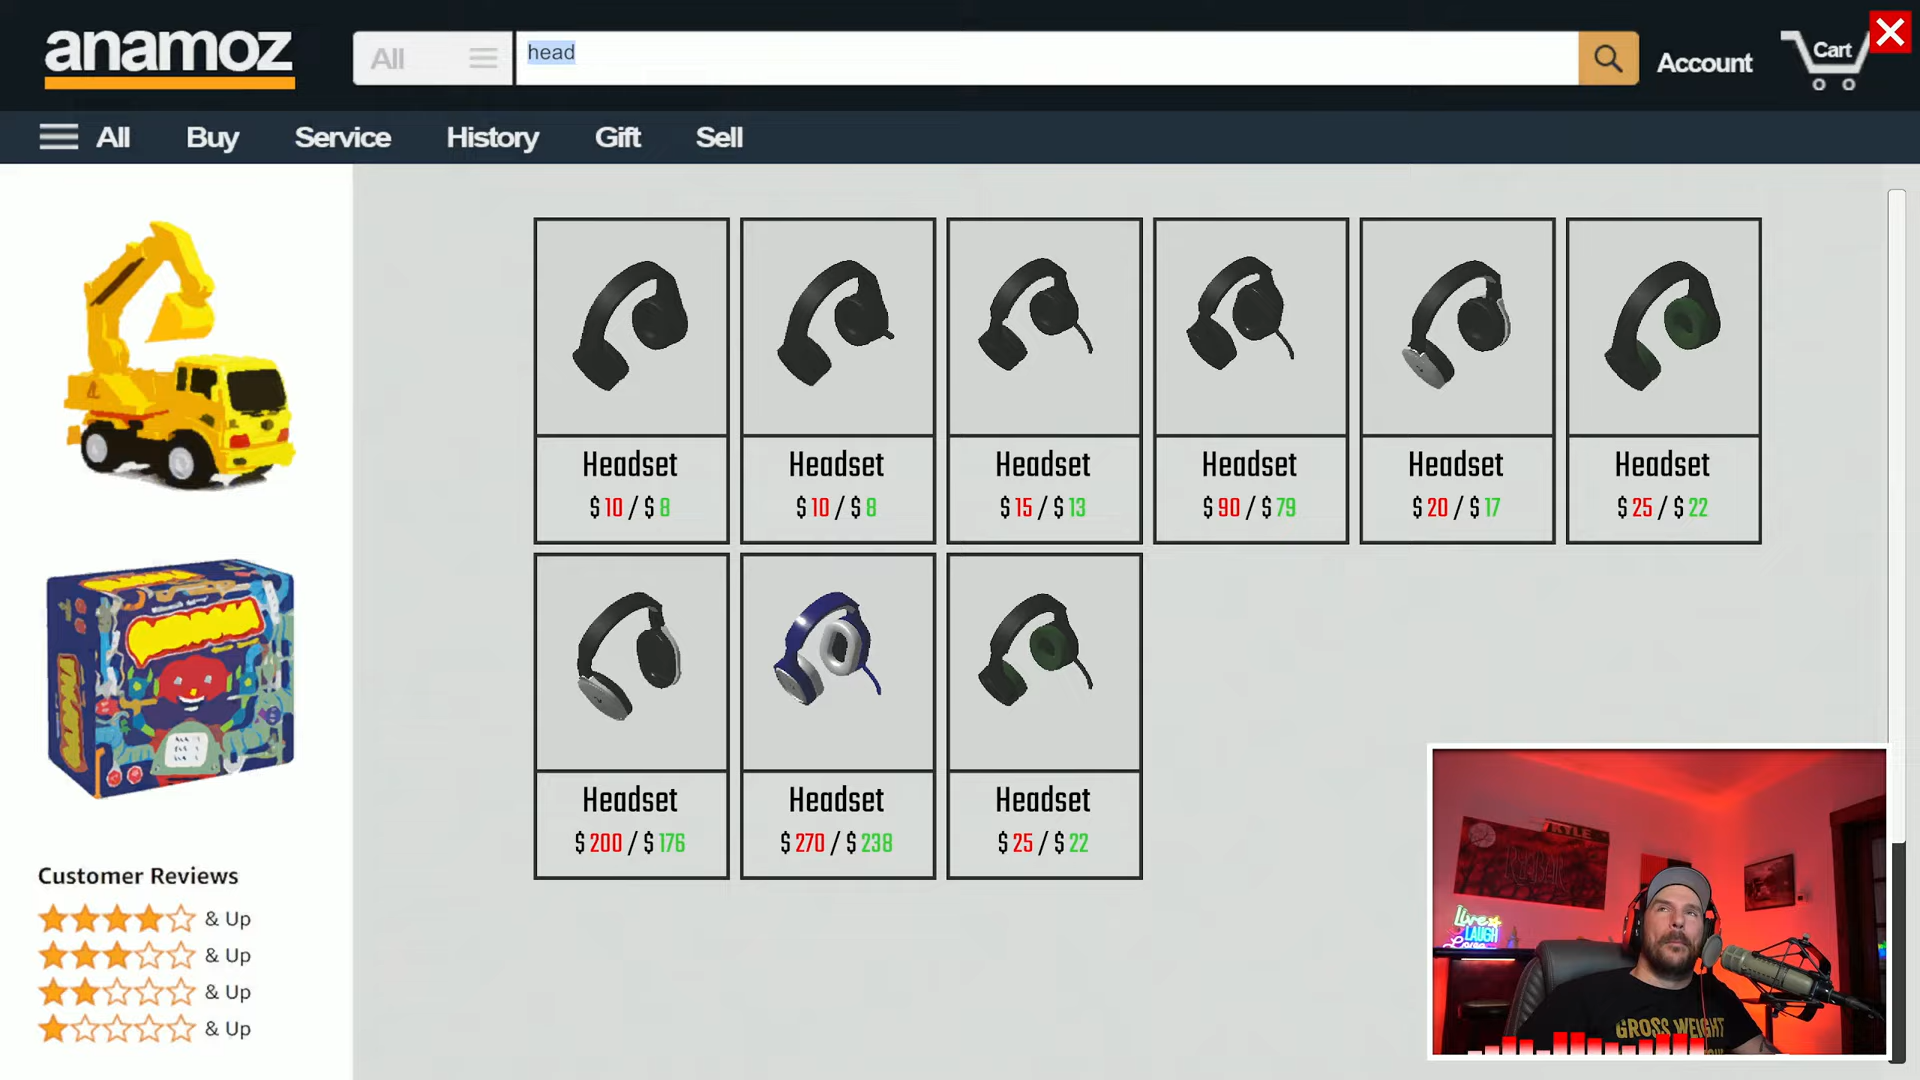 anamoz
All
head
Account
Cart
All
Buy
Service
History
Gift
Sell
Headset
$ 10 / $ 8
Headset
$ 10 / $ 8
Headset
$ 15 / $ 13
Headset
$ 90 / $ 79
Headset
$ 20 / $ 17
Headset
$ 25 / $ 22
Headset
$ 200 / $ 176
Headset
$ 270 / $ 238
Headset
$ 25 / $ 22
Customer Reviews
& Up
& Up
& Up
& Up
Live
LAUGH
GROSS WEIGHT